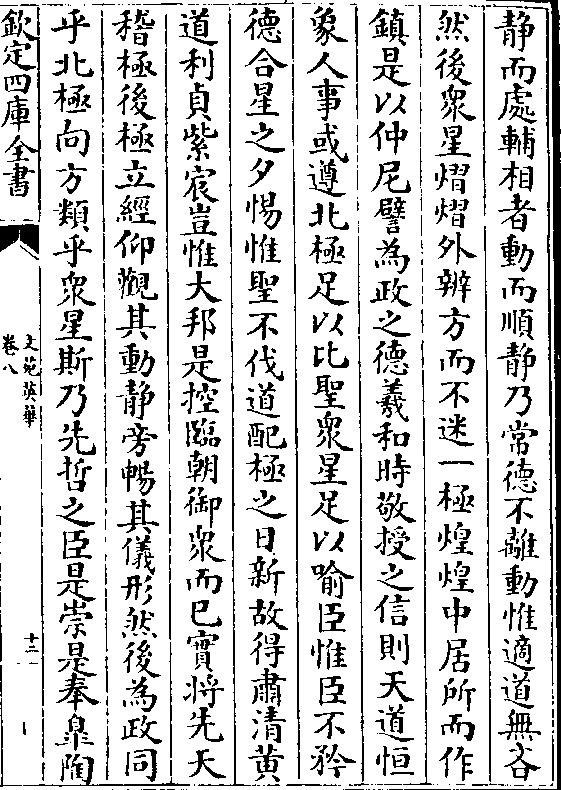 静而處輔相者動而順静乃常德不離動惟適道無咎
然後衆星熠熠外辨方而不迷一極煌煌中居所而作
鎮是以仲尼譬為政之德羲和時敬授之信則天道恒
象人事或遵北極足以比聖衆星足以喻臣惟臣不矜
德合星之夕惕惟聖不伐道配極之日新故得肅清黄
道利貞紫宸豈惟大邦是控臨朝御衆而已實將先天
稽極後極立經仰觀其動静旁暢其儀形然後為政同
乎北極向方類乎衆星斯乃先哲之臣是崇是奉臯陶
欽定四庫全書
文苑英華
卷八
十二